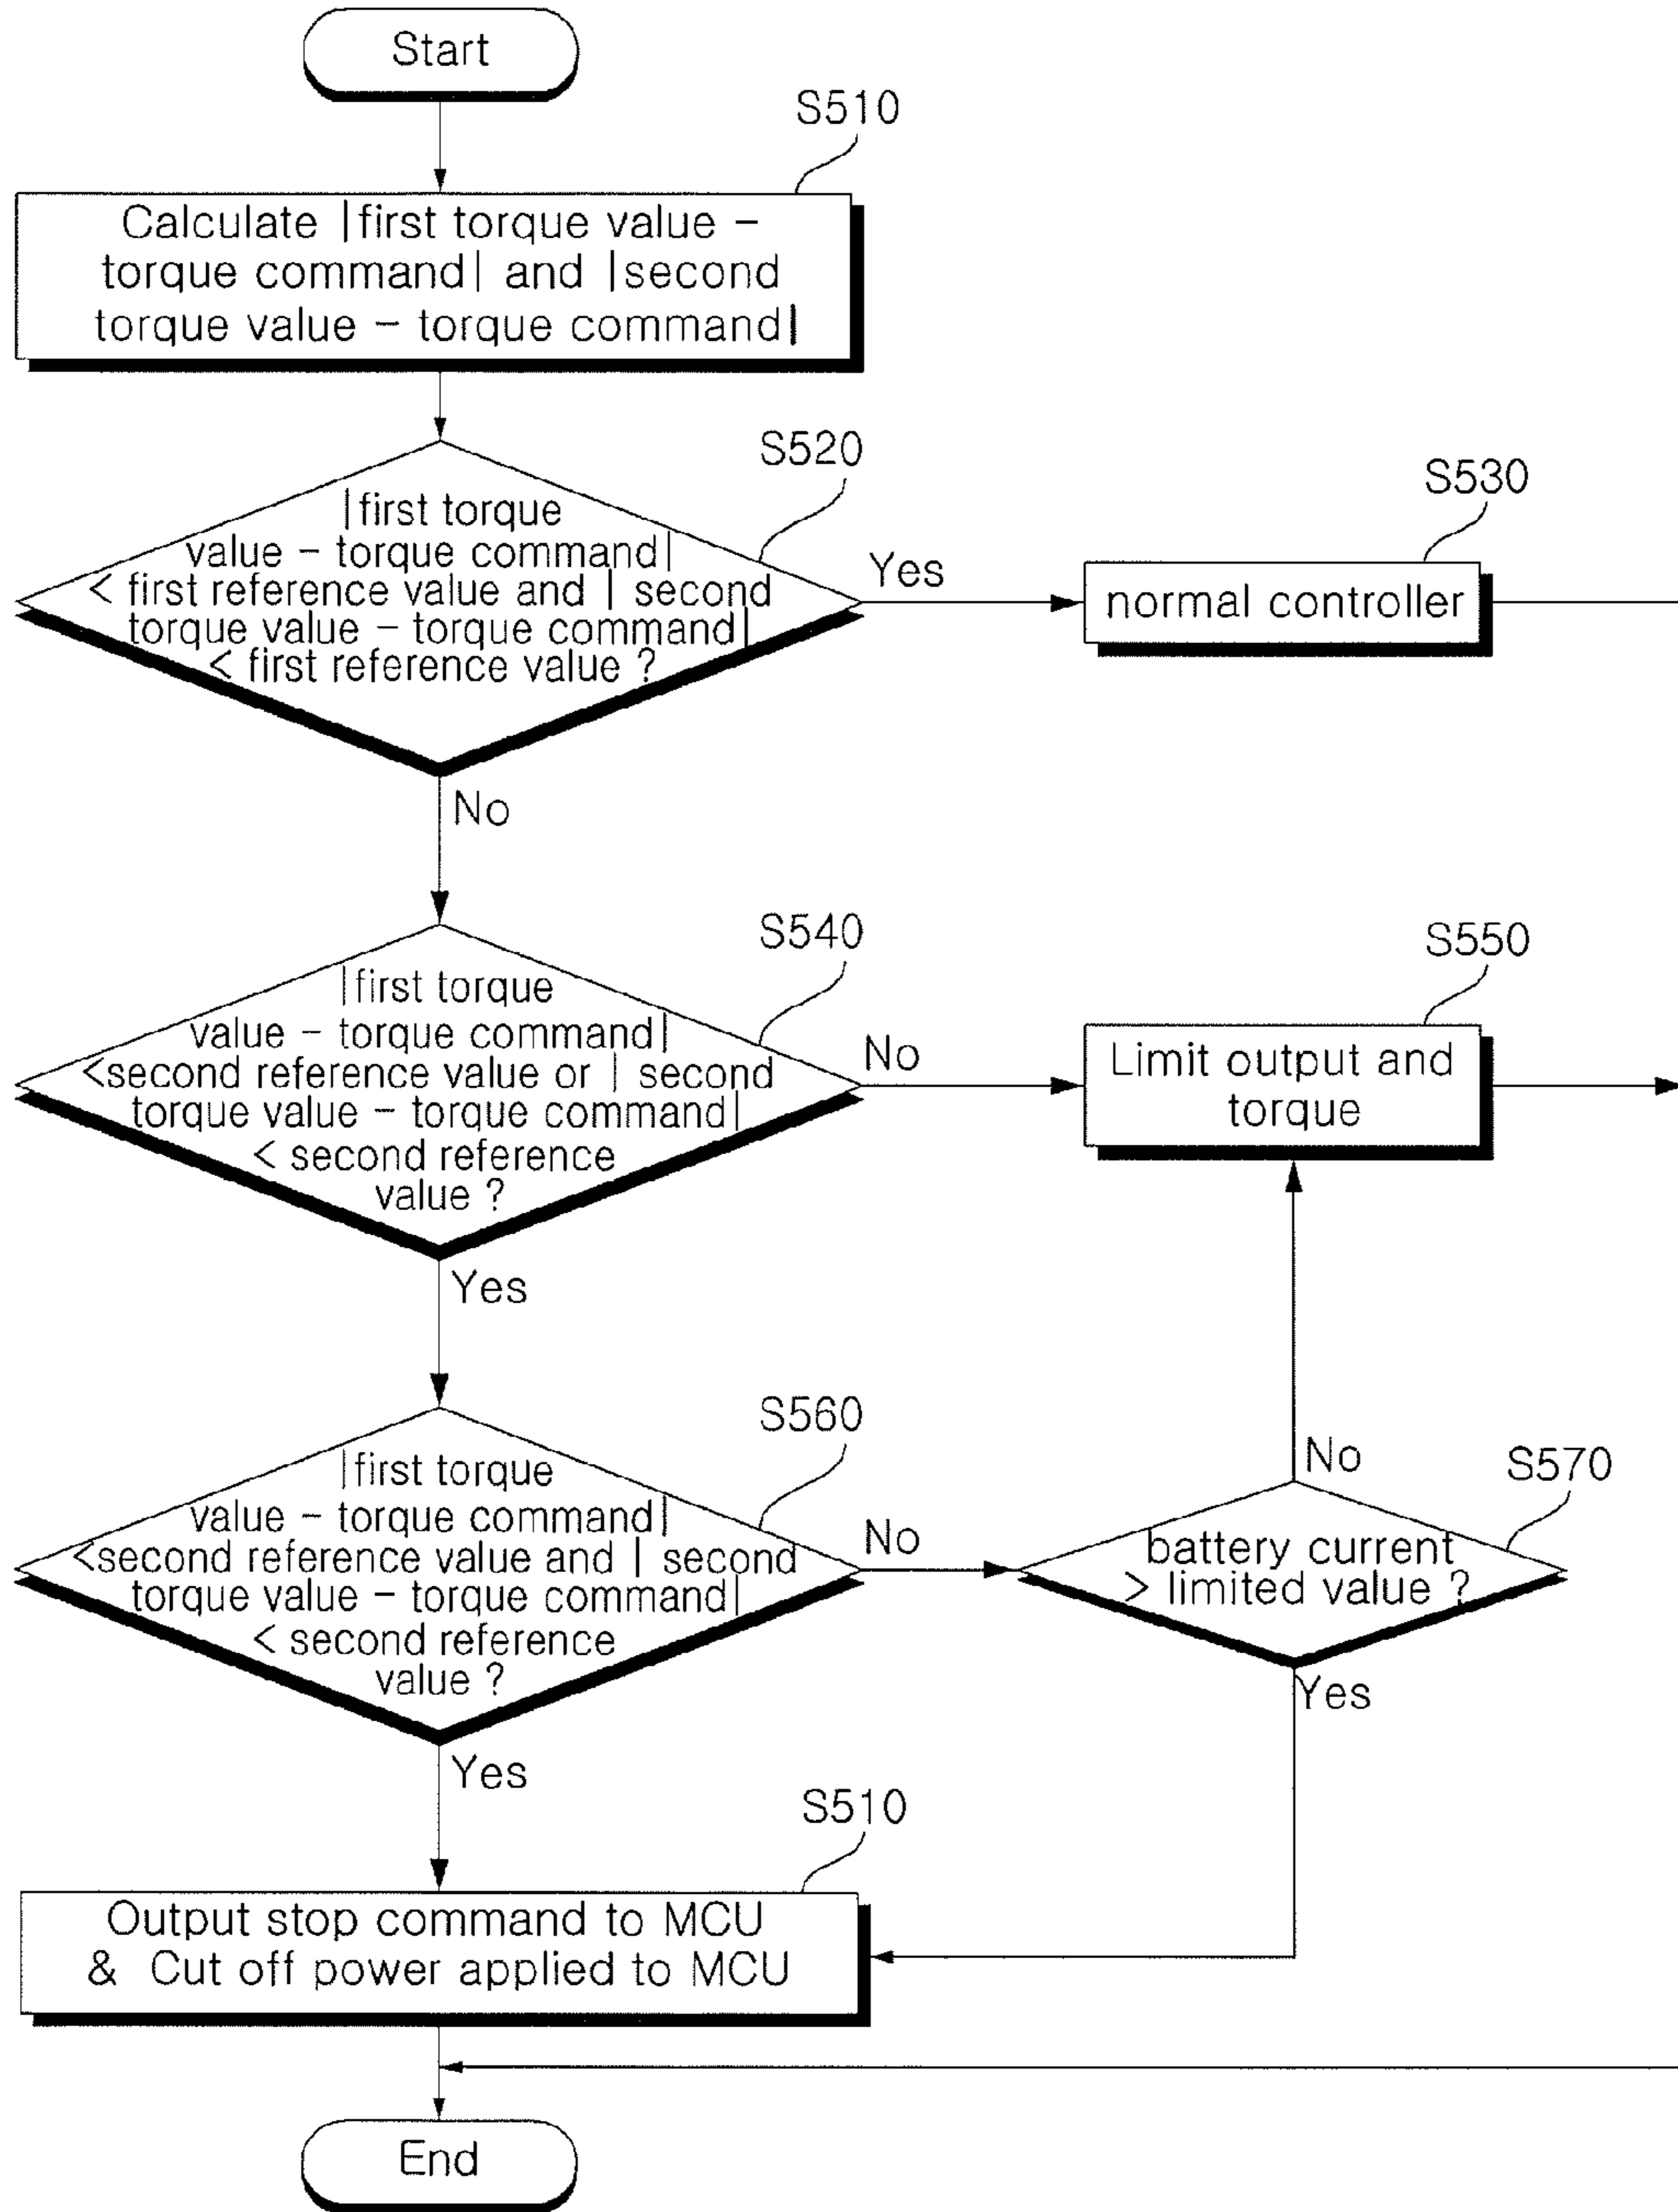 Start
S510
Calculate |first torque value –
torque command| and |second
torque value – torque command|
S520
|first torque
value – torque command|
< first reference value and | second
torque value – torque command|
< first reference value ?
Yes
S530
normal controller
No
S540
|first torque
value – torque command|
<second reference value or | second
torque value – torque command|
< second reference
value ?
No
S550
Limit output and
torque
Yes
S560
|first torque
value – torque command|
<second reference value and | second
torque value – torque command|
< second reference
value ?
No
No
S570
battery current
> limited value ?
Yes
Yes
S510
Output stop command to MCU
& Cut off power applied to MCU
End